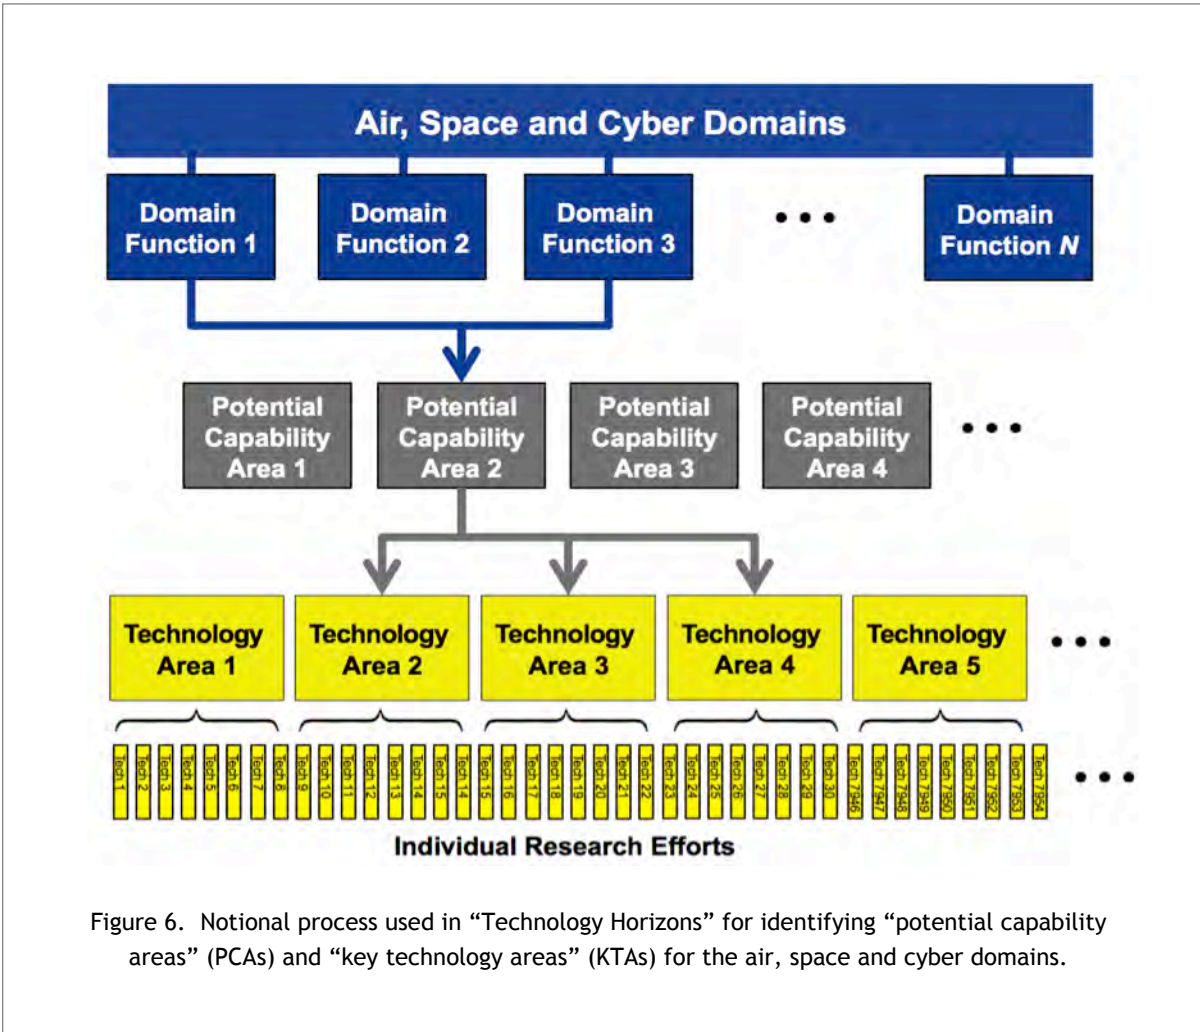 Air, Space and Cyber Domains
Domain
Function 1
Domain
Function 2
Domain
Function 3
• • •
Domain
Function N
Potential
Capability
Area 1
Potential
Capability
Area 2
Potential
Capability
Area 3
Potential
Capability
Area 4
• • •
Technology
Area 1
Technology
Area 2
Technology
Area 3
Technology
Area 4
Technology
Area 5
• • •
Tech 1
Tech 2
Tech 3
Tech 4
Tech 5
Tech 6
Tech 7
Tech 8
Tech 9
Tech 10
Tech 11
Tech 12
Tech 13
Tech 14
Tech 15
Tech 14
Tech 15
Tech 16
Tech 17
Tech 18
Tech 19
Tech 20
Tech 21
Tech 22
Tech 23
Tech 24
Tech 25
Tech 26
Tech 27
Tech 28
Tech 29
Tech 30
Tech 7946
Tech 7947
Tech 7948
Tech 7949
Tech 7950
Tech 7951
Tech 7952
Tech 7953
Tech 7954
• • •
Individual Research Efforts
Figure 6. Notional process used in “Technology Horizons” for identifying “potential capability
areas” (PCAs) and “key technology areas” (KTAs) for the air, space and cyber domains.